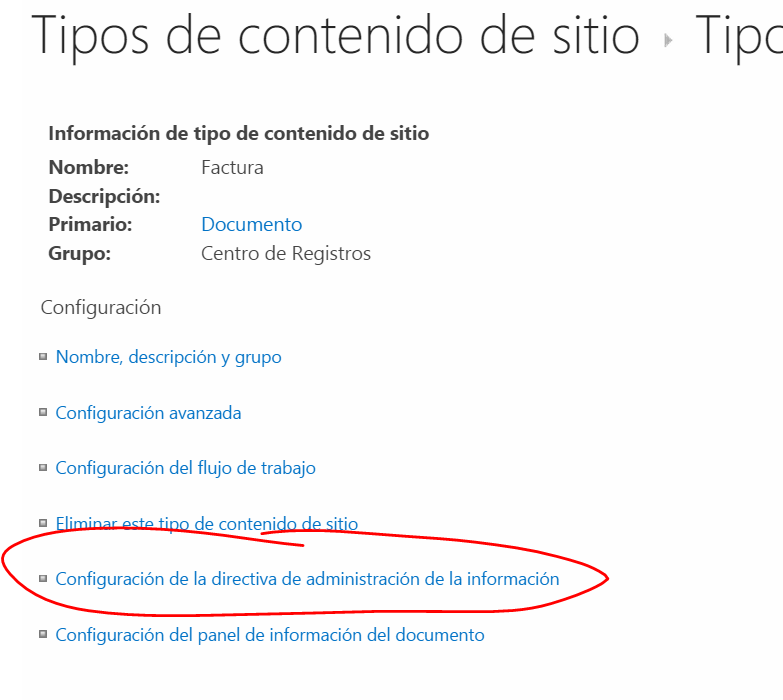 Tipos de contenido de sitio ▸ Tipo
Información de tipo de contenido de sitio
Nombre: Factura
Descripción:
Primario: Documento
Grupo: Centro de Registros
Configuración
Nombre, descripción y grupo
Configuración avanzada
Configuración del flujo de trabajo
Eliminar este tipo de contenido de sitio
Configuración de la directiva de administración de la información
Configuración del panel de información del documento